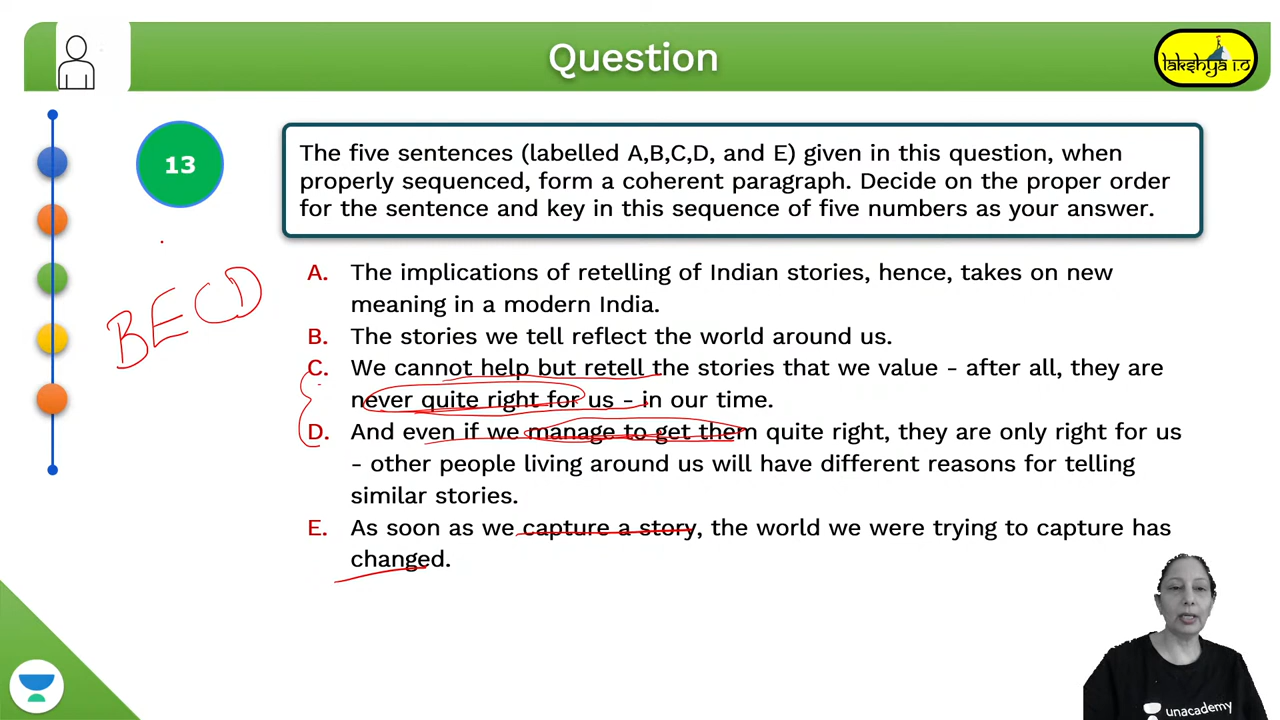 Question
लakshya 1.0
13
The five sentences (labelled A,B,C,D, and E) given in this question, when
properly sequenced, form a coherent paragraph. Decide on the proper order
for the sentence and key in this sequence of five numbers as your answer.
BECD
A. The implications of retelling of Indian stories, hence, takes on new
meaning in a modern India.
B. The stories we tell reflect the world around us.
C. We cannot help but retell the stories that we value - after all, they are
never quite right for us - in our time.
D. And even if we manage to get them quite right, they are only right for us
- other people living around us will have different reasons for telling
similar stories.
E. As soon as we capture a story, the world we were trying to capture has
changed.
unacademy